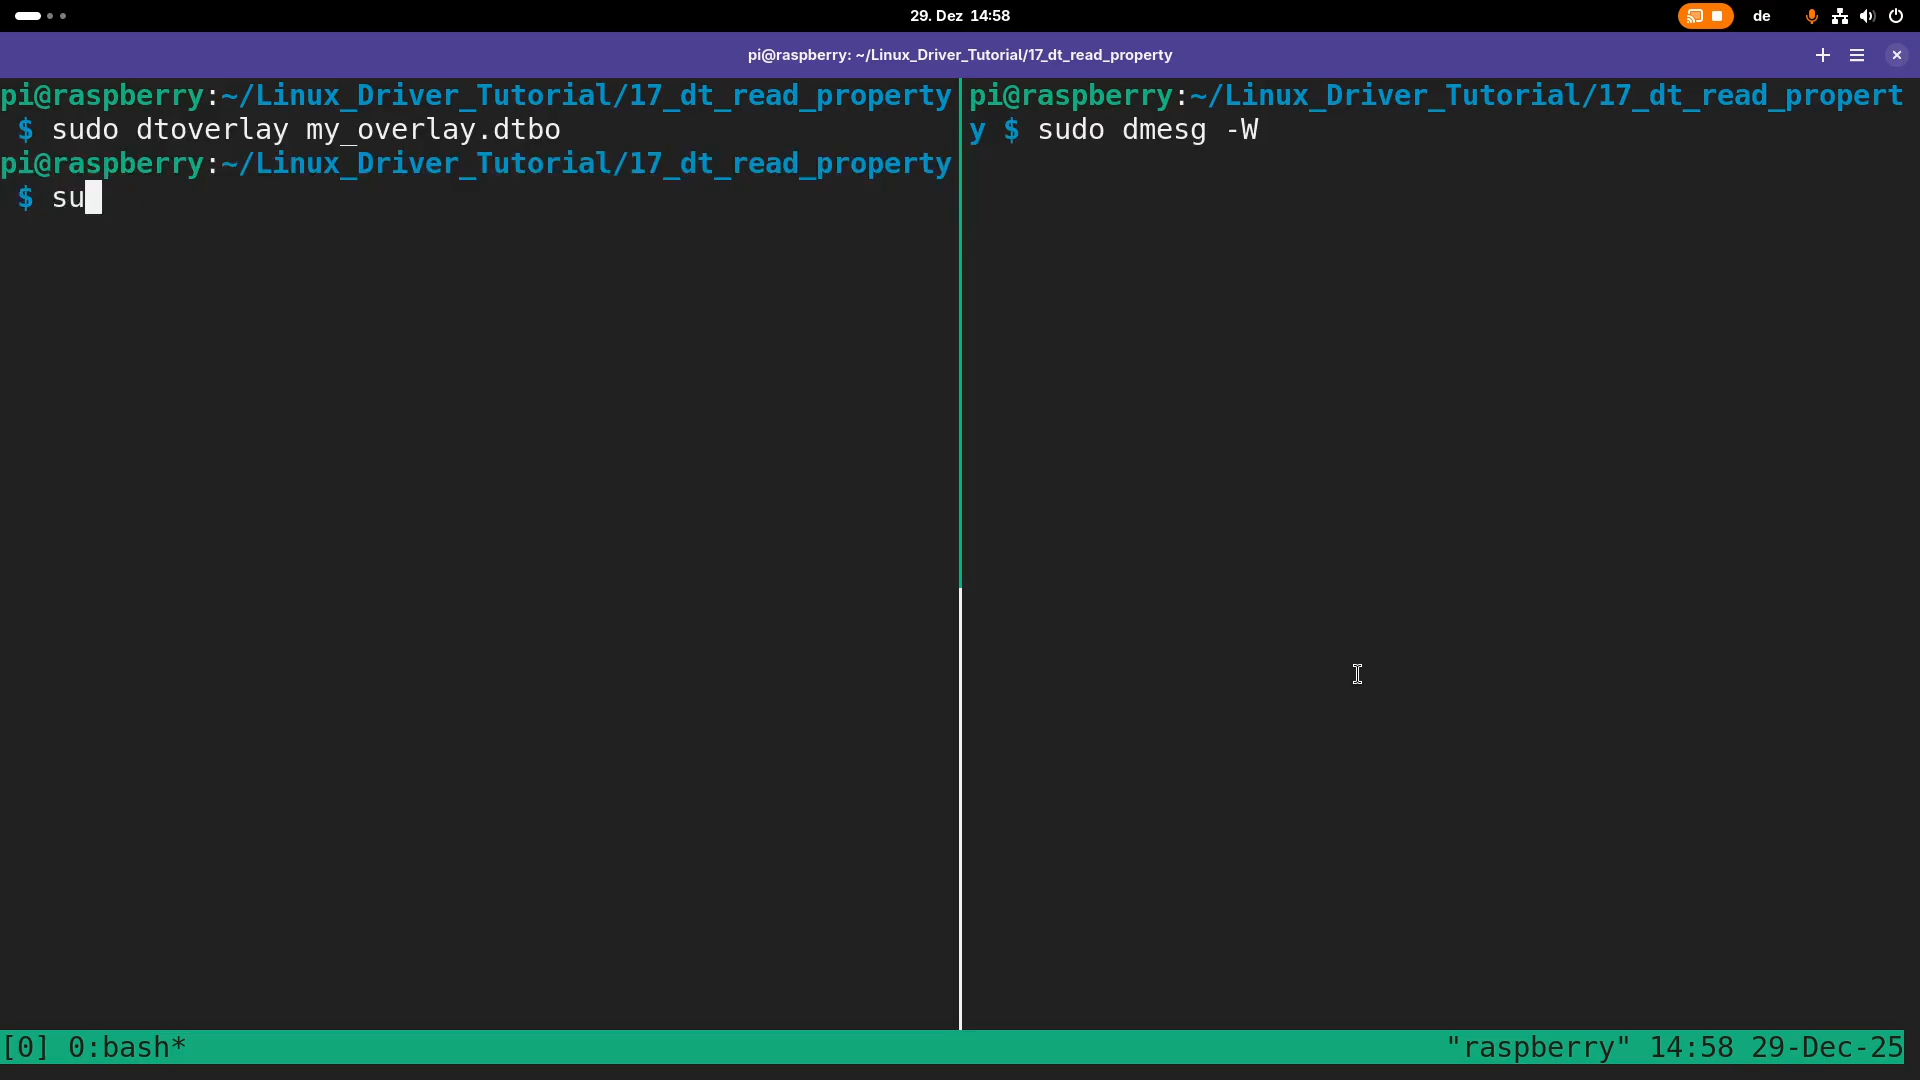 29. Dez 14:58
de
pi@raspberry: ~/Linux_Driver_Tutorial/17_dt_read_property
pi@raspberry:~/Linux_Driver_Tutorial/17_dt_read_property
$ sudo dtoverlay my_overlay.dtbo
pi@raspberry:~/Linux_Driver_Tutorial/17_dt_read_property
$ su
pi@raspberry:~/Linux_Driver_Tutorial/17_dt_read_propert
y $ sudo dmesg -W
[0] 0:bash*
"raspberry" 14:58 29-Dec-25